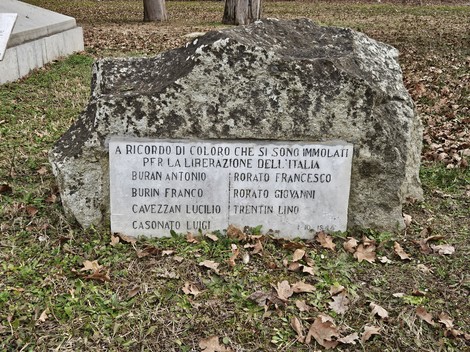 A RICORDO DI COLORO CHE SI SONO IMMOLATI
PER LA LIBERAZIONE DELL'ITALIA
BURAN ANTONIO
BURIN FRANCO
CAVEZZAN LUCILIO
CASONATO LUIGI
RORATO FRANCESCO
RORATO GIOVANNI
TRENTIN LINO